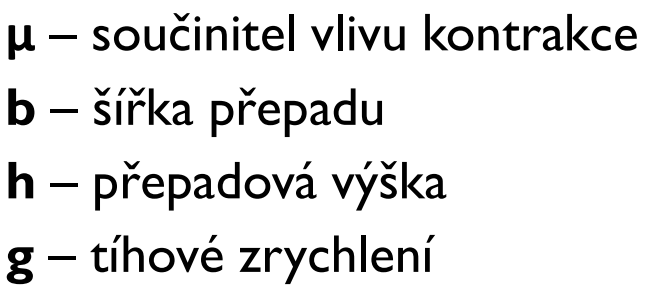 μ – součinitel vlivu kontrakce
b – šířka přepadu
h – přepadová výška
g – tíhové zrychlení